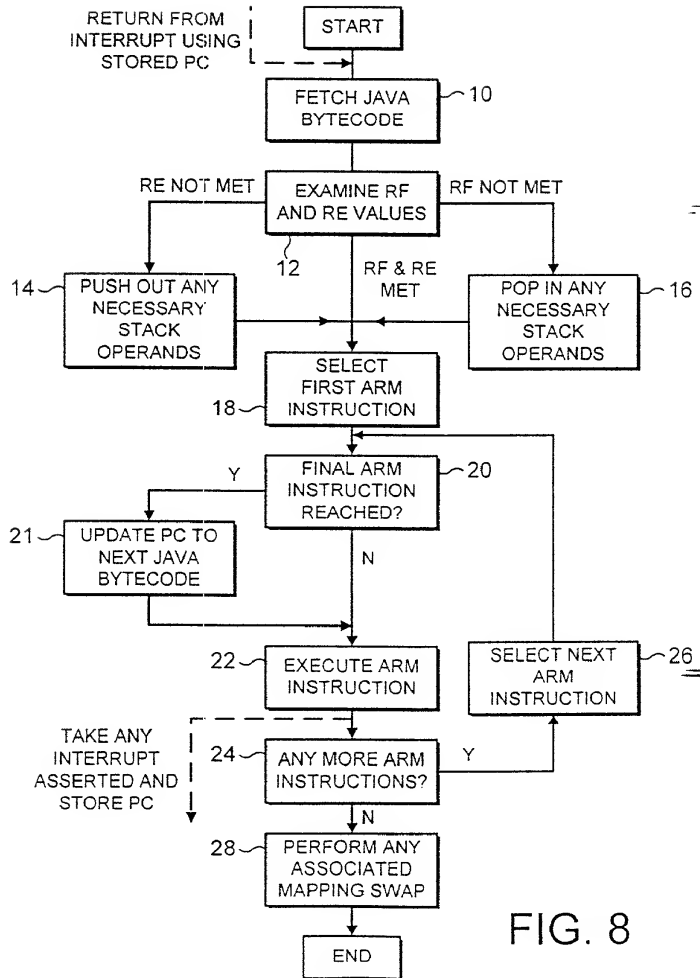 RETURN FROM
INTERRUPT USING
STORED PC
START
FETCH JAVA
BYTECODE
10
RE NOT MET
EXAMINE RF
AND RE VALUES
RF NOT MET
12
14
PUSH OUT ANY
NECESSARY
STACK
OPERANDS
RF & RE
MET
POP IN ANY
NECESSARY
STACK
OPERANDS
16
SELECT
FIRST ARM
INSTRUCTION
18
FINAL ARM
INSTRUCTION
REACHED?
20
Y
21
UPDATE PC TO
NEXT JAVA
BYTECODE
N
22
EXECUTE ARM
INSTRUCTION
SELECT NEXT
ARM
INSTRUCTION
26
TAKE ANY
INTERRUPT
ASSERTED AND
STORE PC
24
ANY MORE ARM
INSTRUCTIONS?
Y
N
28
PERFORM ANY
ASSOCIATED
MAPPING SWAP
END
FIG. 8